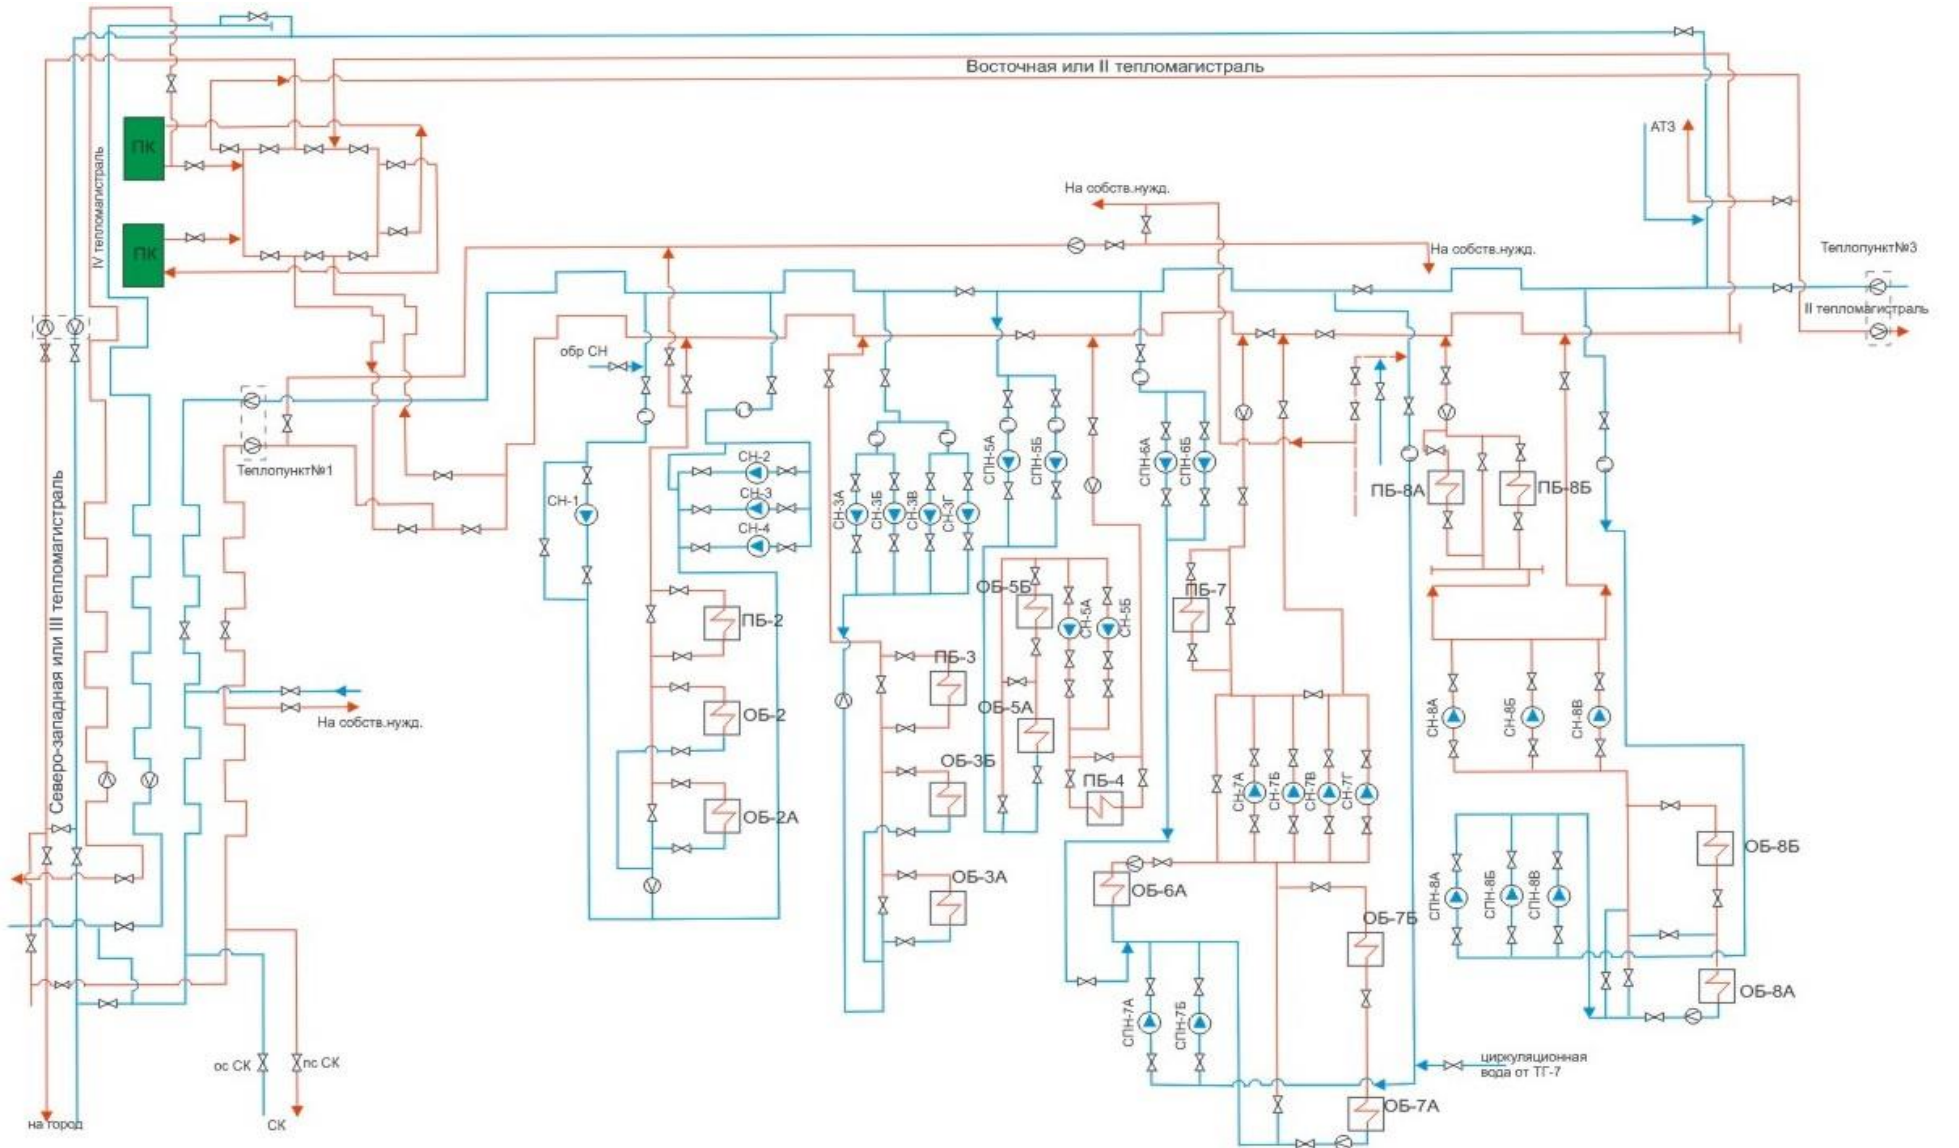 Восточная или II тепломагистраль
АТЗ
ПК
IV тепломагистраль
На собств.нужд.
ПК
На собств.нужд.
Теплопункт№3
II тепломагистраль
обр СН
Теплопункт№1
Северо-западная или III тепломагистраль
СН-1
СН-2
СН-3
СН-4
СН-3А
СН-3Б
СН-3В
СН-3Г
СПН-5А
СПН-5Б
СПН-6А
СПН-6Б
ПБ-8А
ПБ-8Б
ОБ-5Б
СН-5А
СН-5Б
ПБ-7
ПБ-2
ПБ-3
ОБ-2
ОБ-5А
На собств.нужд.
СН-8А
СН-8Б
СН-8В
ОБ-3Б
ПБ-4
СН-7А
СН-7Б
СН-7В
СН-7Г
ОБ-2А
ОБ-8Б
ОБ-3А
ОБ-6А
СПН-8А
СПН-8Б
СПН-8В
ОБ-7Б
ОБ-8А
СПН-7А
СПН-7Б
ос СК
пс СК
циркуляционная
вода от ТГ-7
ОБ-7А
на город
СК